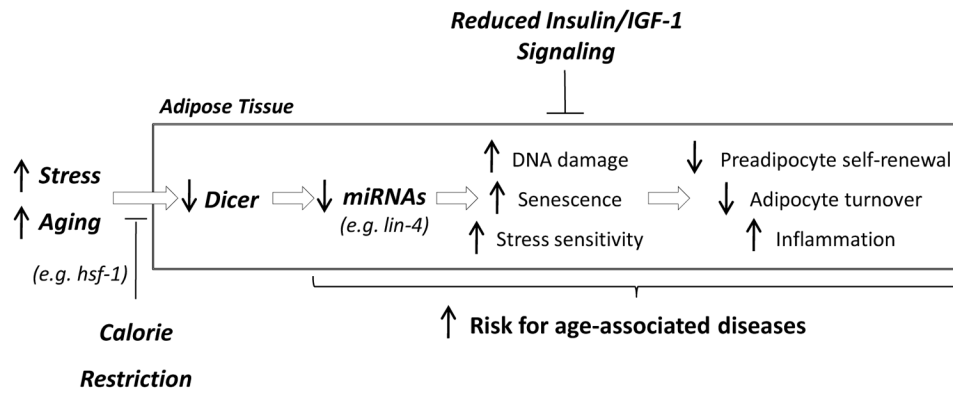 Reduced Insulin/IGF-1
Signaling
Adipose Tissue
↑ Stress
↑ Aging
↓ Dicer
↓ miRNAs
(e.g. lin-4)
↑ DNA damage
↑ Senescence
↑ Stress sensitivity
↓ Preadipocyte self-renewal
↓ Adipocyte turnover
↑ Inflammation
(e.g. hsf-1)
Calorie
Restriction
↑ Risk for age-associated diseases